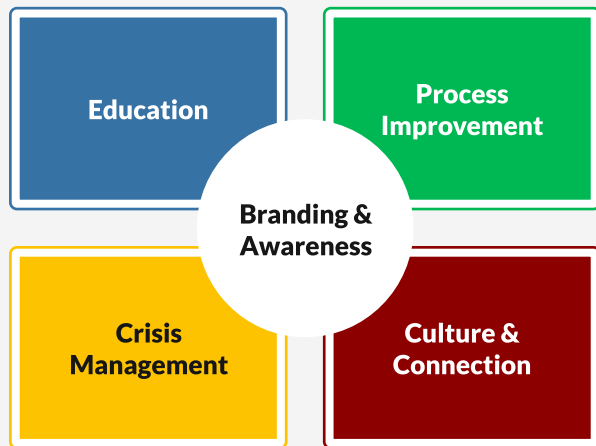 Education
Process
Improvement
Branding &
Awareness
Crisis
Management
Culture &
Connection